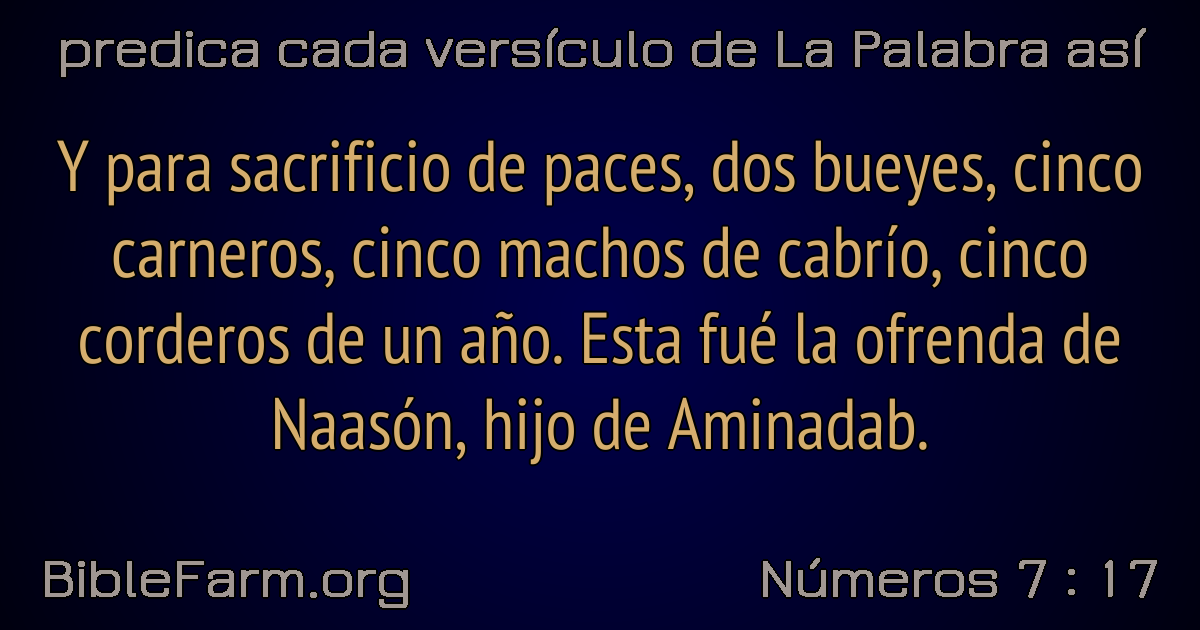 predica cada versículo de La Palabra así
Y para sacrificio de paces, dos bueyes, cinco
carneros, cinco machos de cabrío, cinco
corderos de un año. Esta fué la ofrenda de
Naasón, hijo de Aminadab.
BibleFarm.org
Números 7 : 17